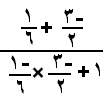 -٣/٢ + ١/٦
١ + -٣/٢ × -١/٦